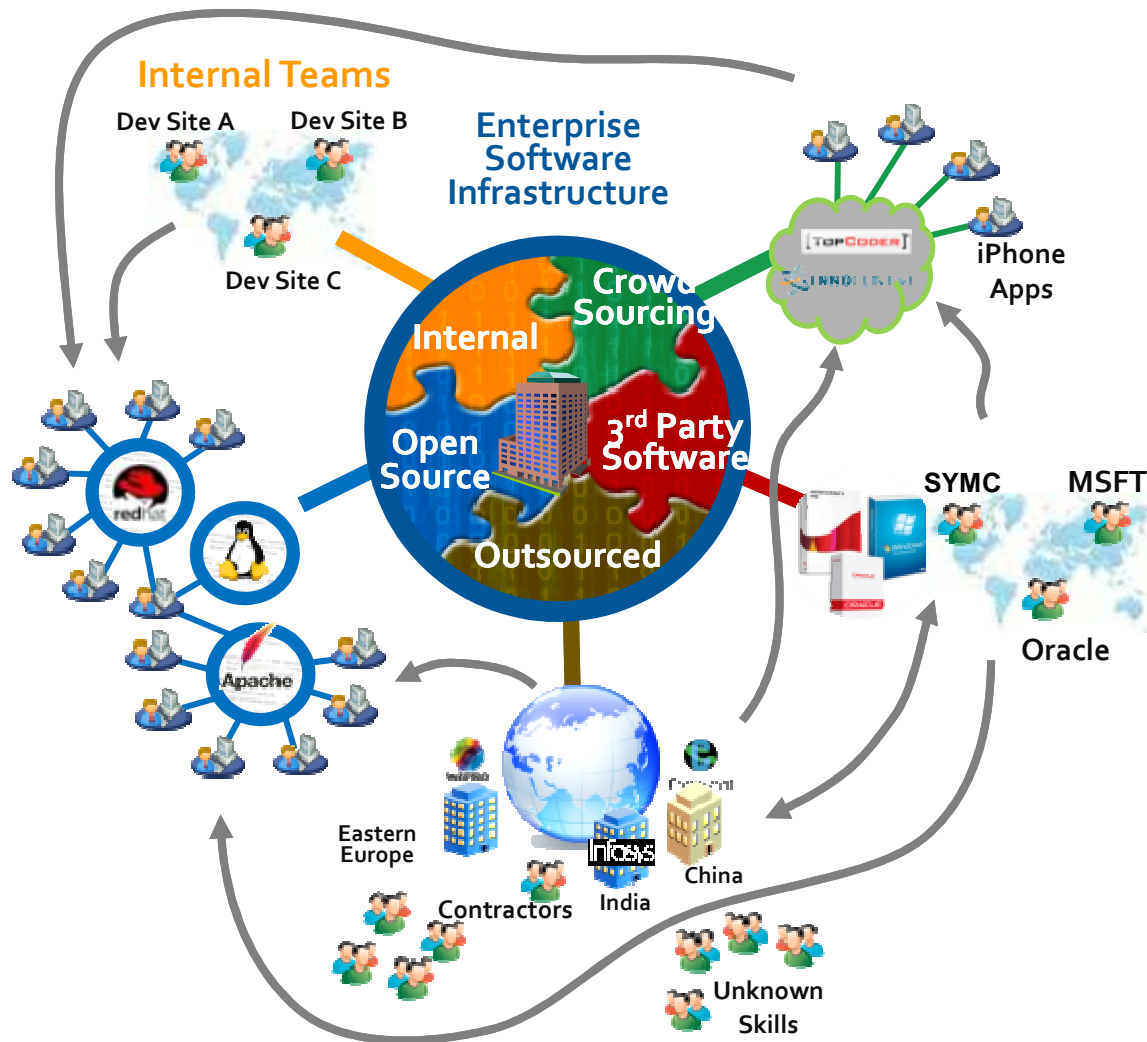 Internal Teams
Dev Site A
Dev Site B
Dev Site C
Enterprise
Software
Infrastructure
[TOPCODER]
iPhone
Apps
Internal
Crowd
Sourcing
Open
Source
3rd Party
Software
Outsourced
redhat
Apache
SYMC
MSFT
Oracle
ORACLE
Eastern
Europe
Contractors
Infosys
India
China
Unknown
Skills